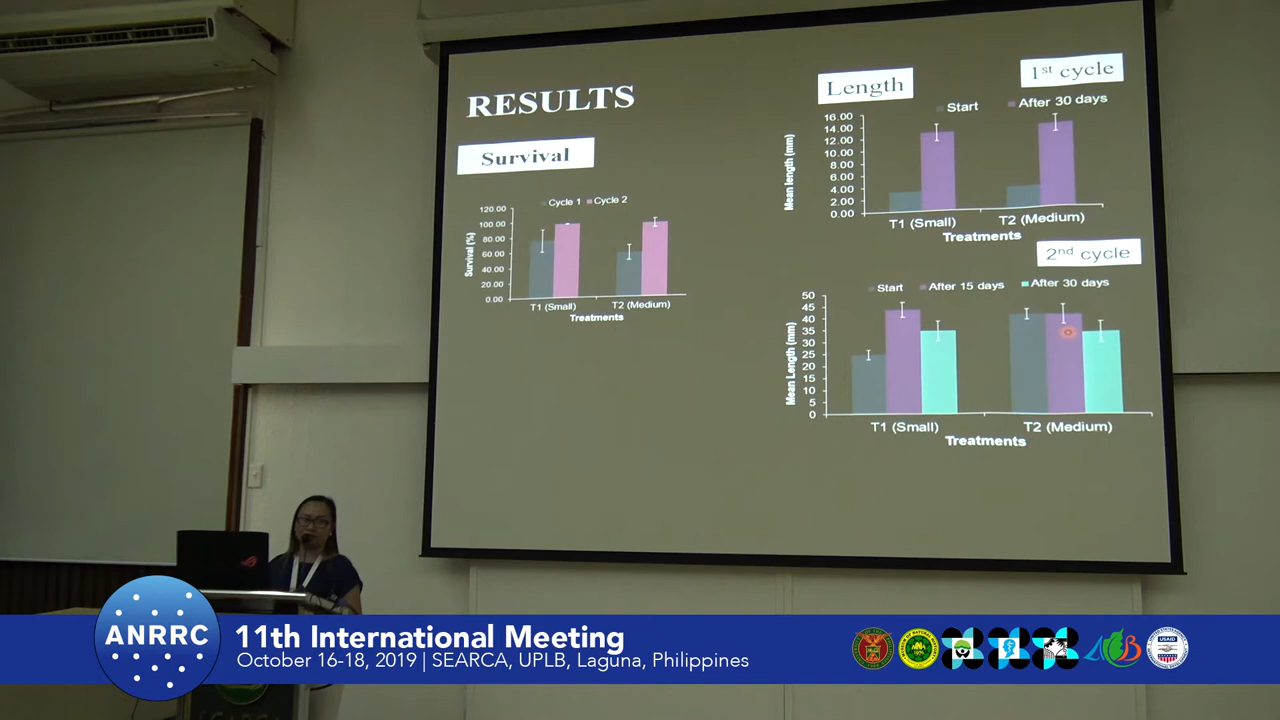 RESULTS
Survival
Cycle 1 Cycle 2
120.00
100.00
80.00
60.00
40.00
20.00
0.00
Survival (%)
T1 (Small) T2 (Medium)
Treatments
Length
1st cycle
Start After 30 days
16.00
14.00
12.00
10.00
8.00
6.00
4.00
2.00
0.00
Mean length (mm)
T1 (Small) T2 (Medium)
Treatments
2nd cycle
Start After 15 days After 30 days
50
45
40
35
30
25
20
15
10
5
0
Mean Length (mm)
T1 (Small) T2 (Medium)
Treatments
ANRRC
11th International Meeting
October 16-18, 2019 | SEARCA, UPLB, Laguna, Philippines
USAID